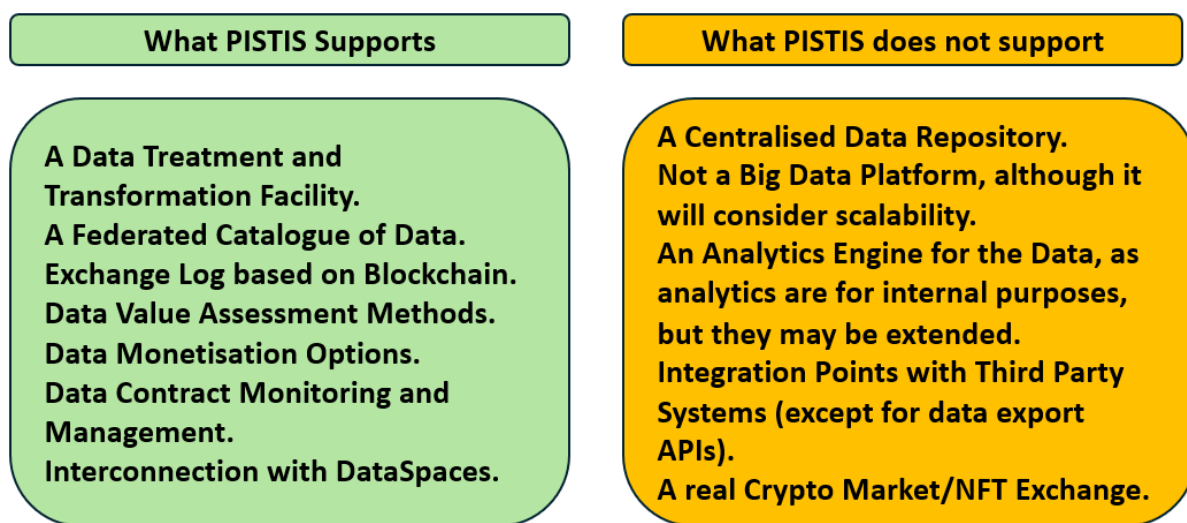 What PISTIS Supports
A Data Treatment and
Transformation Facility.
A Federated Catalogue of Data.
Exchange Log based on Blockchain.
Data Value Assessment Methods.
Data Monetisation Options.
Data Contract Monitoring and
Management.
Interconnection with DataSpaces.
What PISTIS does not support
A Centralised Data Repository.
Not a Big Data Platform, although it
will consider scalability.
An Analytics Engine for the Data, as
analytics are for internal purposes,
but they may be extended.
Integration Points with Third Party
Systems (except for data export
APIs).
A real Crypto Market/NFT Exchange.